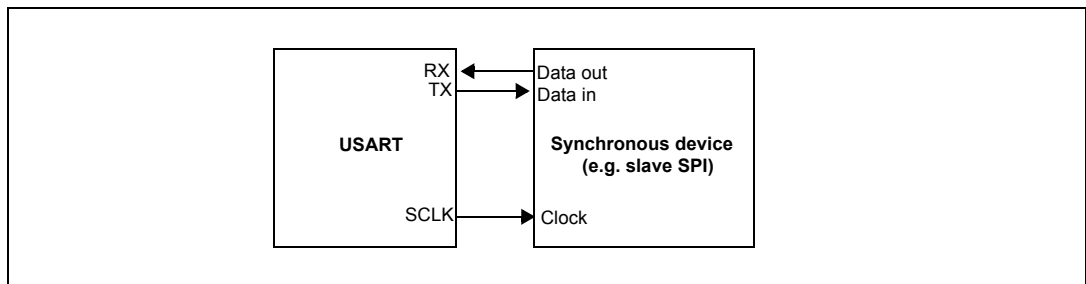 RX
TX
USART
SCLK
Data out
Data in
Synchronous device
(e.g. slave SPI)
Clock